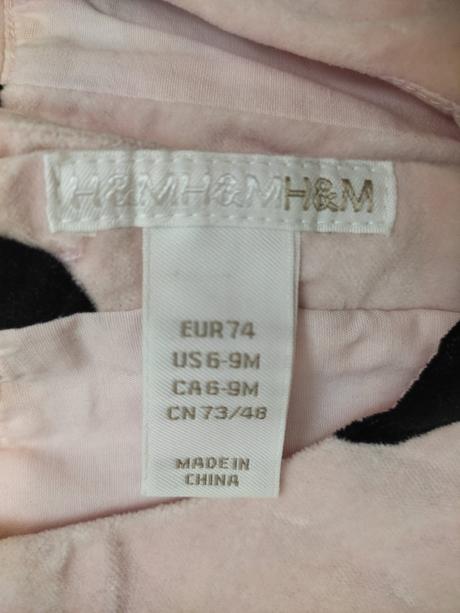 H&MH&MH&M
EUR 74
US 6-9M
CA 6-9M
CN 73/48
MADE IN
CHINA